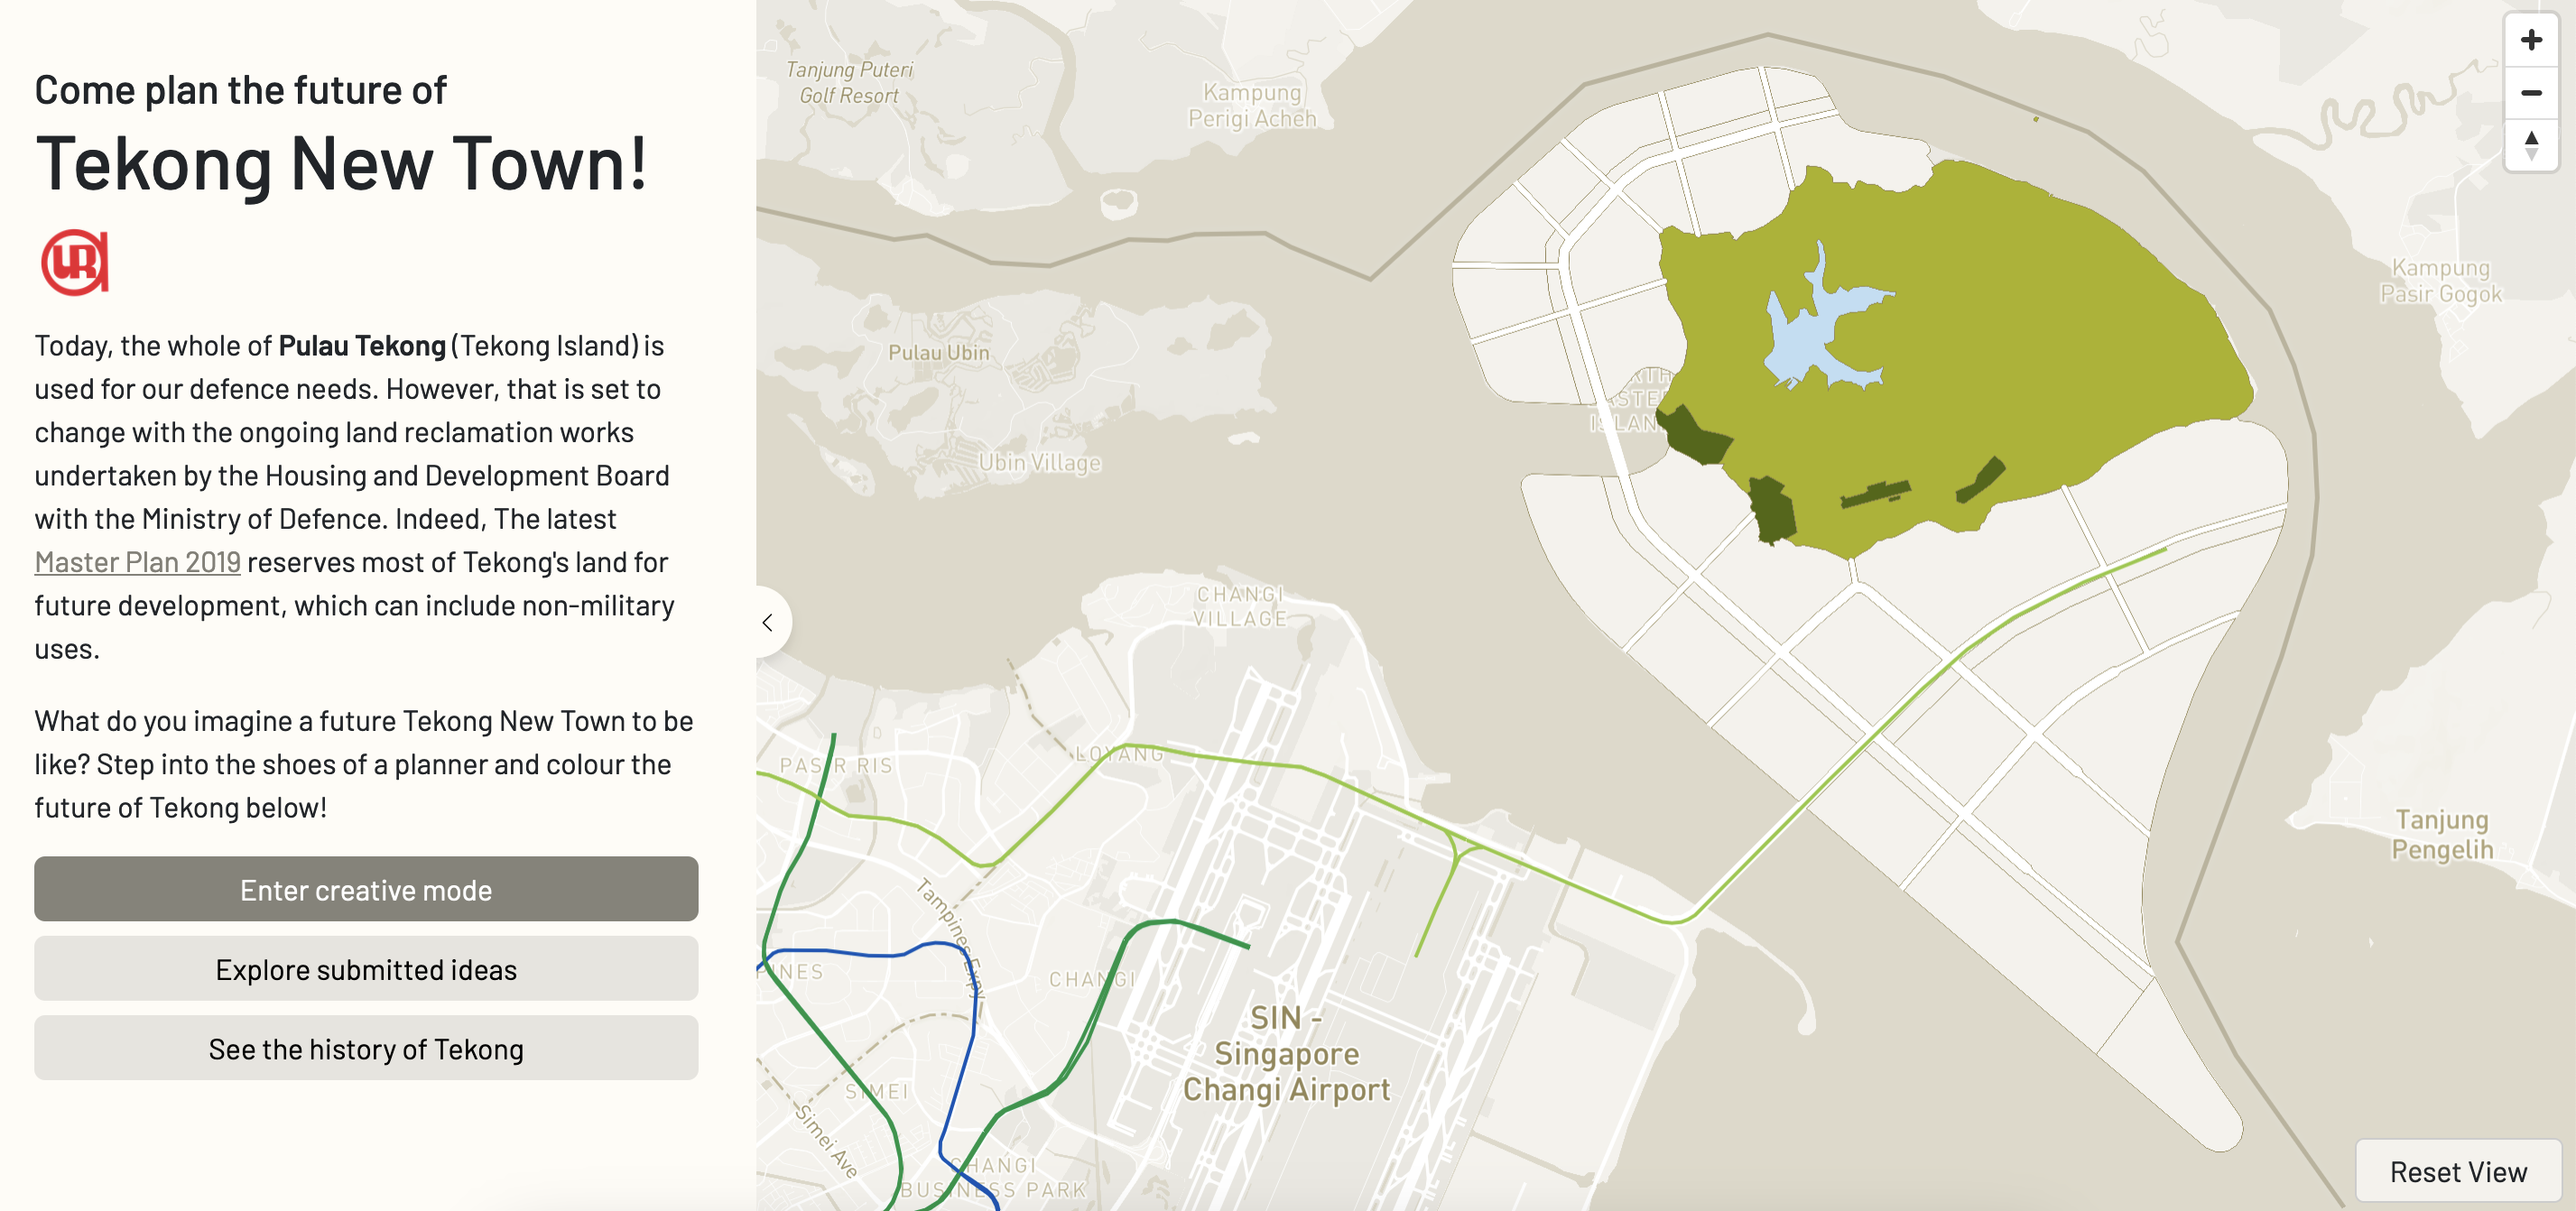 Come plan the future of
Tekong New Town!
UR
Today, the whole of Pulau Tekong (Tekong Island) is
used for our defence needs. However, that is set to
change with the ongoing land reclamation works
undertaken by the Housing and Development Board
with the Ministry of Defence. Indeed, The latest
Master Plan 2019 reserves most of Tekong's land for
future development, which can include non-military
uses.
What do you imagine a future Tekong New Town to be
like? Step into the shoes of a planner and colour the
future of Tekong below!
Enter creative mode
Explore submitted ideas
See the history of Tekong
Tanjung Puteri
Golf Resort
Kampung
Perigi Acheh
Kampung
Pasir Gogok
Pulau Ubin
Ubin Village
ISLAN
CHANGI
VILLAGE
LOYANG
PASIR RIS
Tampines Expy
PINES
CHANGI
SIN -
Singapore
Changi Airport
SIMEI
Simei Ave
CHANGI
BUSINESS PARK
Tanjung
Pengelih
Reset View